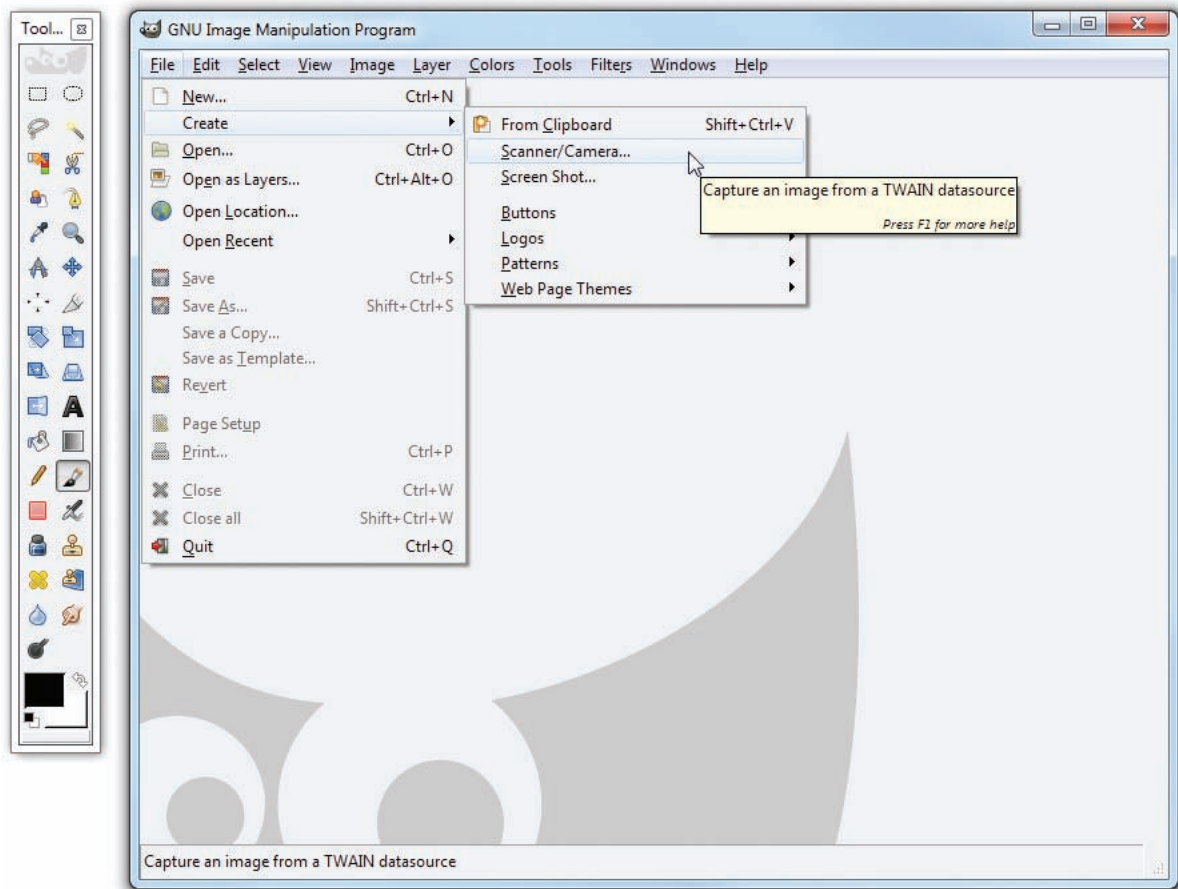 Tool...
GNU Image Manipulation Program
File Edit Select View Image Layer Colors Tools Filters Windows Help
New... Ctrl+N
Create
Open... Ctrl+O
Open as Layers... Ctrl+Alt+O
Open Location...
Open Recent
Save Ctrl+S
Save As... Shift+Ctrl+S
Save a Copy...
Save as Template...
Revert
Page Setup
Print... Ctrl+P
Close Ctrl+W
Close all Shift+Ctrl+W
Quit Ctrl+Q
From Clipboard Shift+Ctrl+V
Scanner/Camera...
Screen Shot...
Buttons
Logos
Patterns
Web Page Themes
Capture an image from a TWAIN datasource
Press F1 for more help
Capture an image from a TWAIN datasource